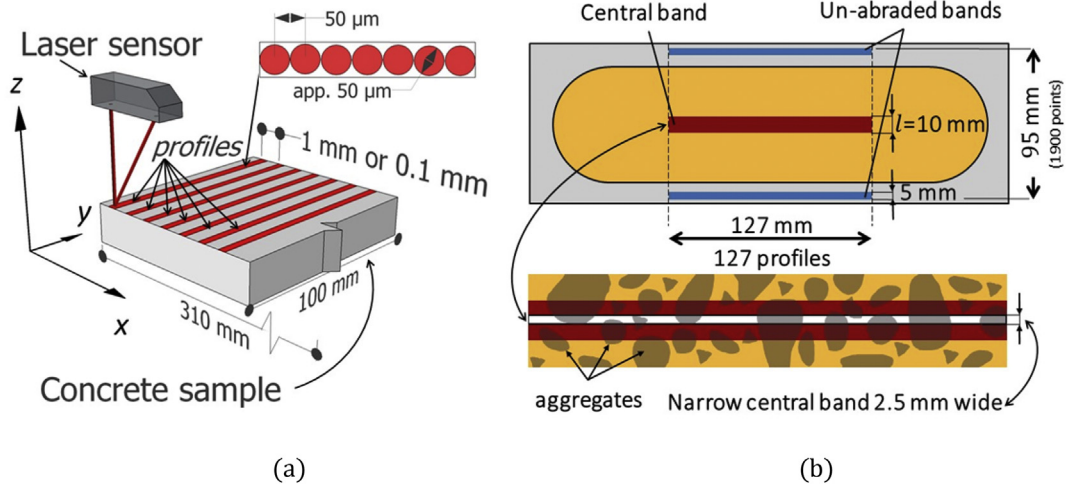 50 µm
Laser sensor
app. 50 µm
z
profiles
1 mm or 0.1 mm
y
x
310 mm
100 mm
Concrete sample
(a)
Central band
Un-abraded bands
l=10 mm
95 mm
(1900 points)
5 mm
127 mm
127 profiles
aggregates
Narrow central band 2.5 mm wide
(b)